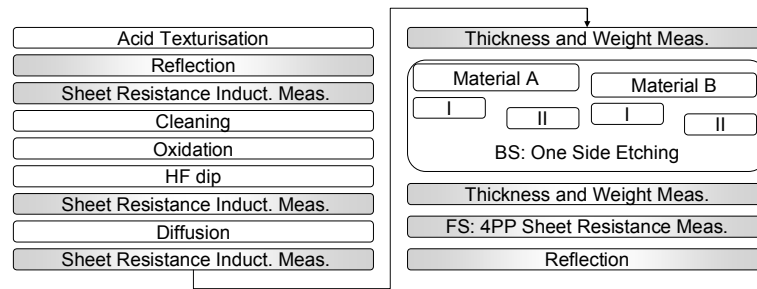 Acid Texturisation
Reflection
Sheet Resistance Induct. Meas.
Cleaning
Oxidation
HF dip
Sheet Resistance Induct. Meas.
Diffusion
Sheet Resistance Induct. Meas.
Thickness and Weight Meas.
Material A
Material B
I
II
I
II
BS: One Side Etching
Thickness and Weight Meas.
FS: 4PP Sheet Resistance Meas.
Reflection